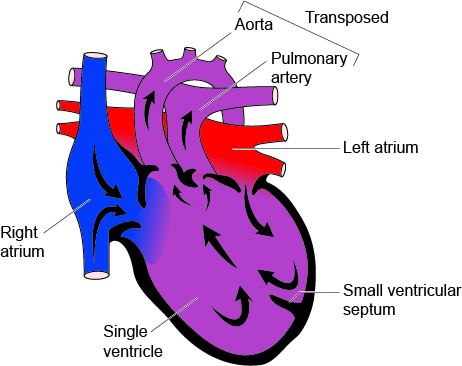 Transposed
Aorta
Pulmonary
artery
Left atrium
Right
atrium
Small ventricular
septum
Single
ventricle